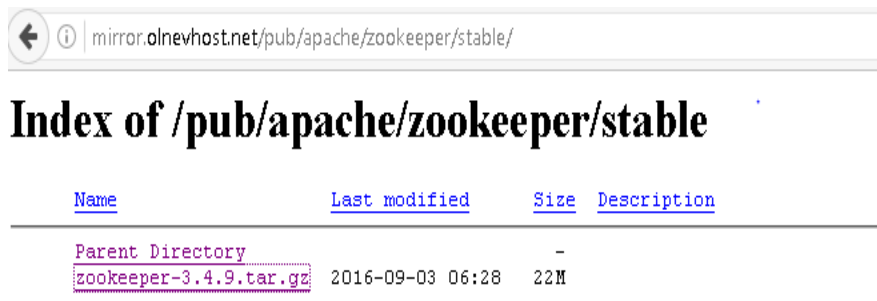 mirror.olnevhost.net/pub/apache/zookeeper/stable/
Index of /pub/apache/zookeeper/stable
Name Last modified Size Description
Parent Directory -
zookeeper-3.4.9.tar.gz 2016-09-03 06:28 22M